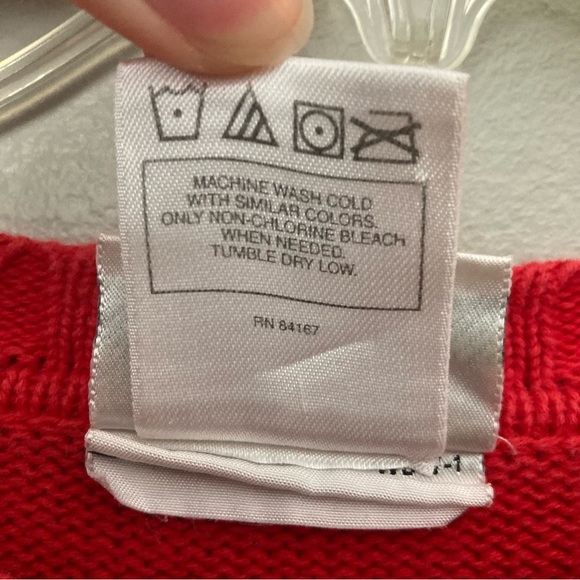 MACHINE WASH COLD
WITH SIMILAR COLORS.
ONLY NON-CHLORINE BLEACH
WHEN NEEDED.
TUMBLE DRY LOW.
RN 84167